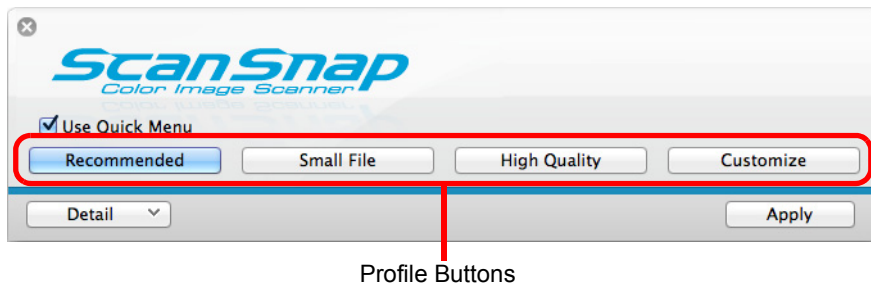 ScanSnap
Color Image Scanner
Use Quick Menu
Recommended Small File High Quality Customize
Detail Apply
Profile Buttons